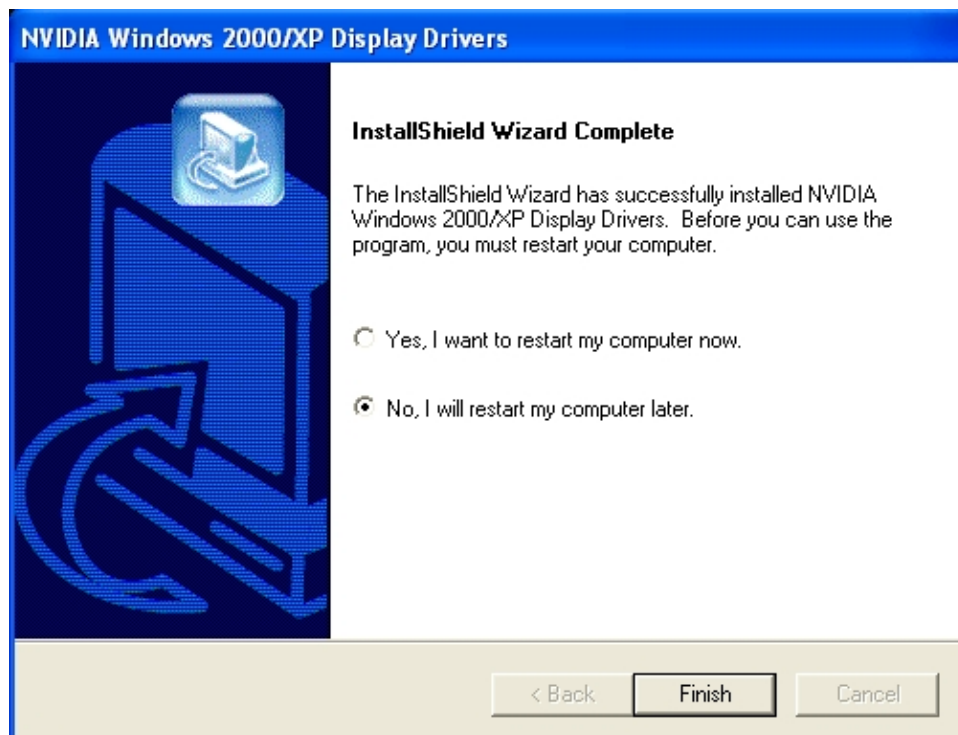 NVIDIA Windows 2000/XP Display Drivers
InstallShield Wizard Complete
The InstallShield Wizard has successfully installed NVIDIA
Windows 2000/XP Display Drivers.  Before you can use the
program, you must restart your computer.
Yes, I want to restart my computer now.
No, I will restart my computer later.
< Back
Finish
Cancel